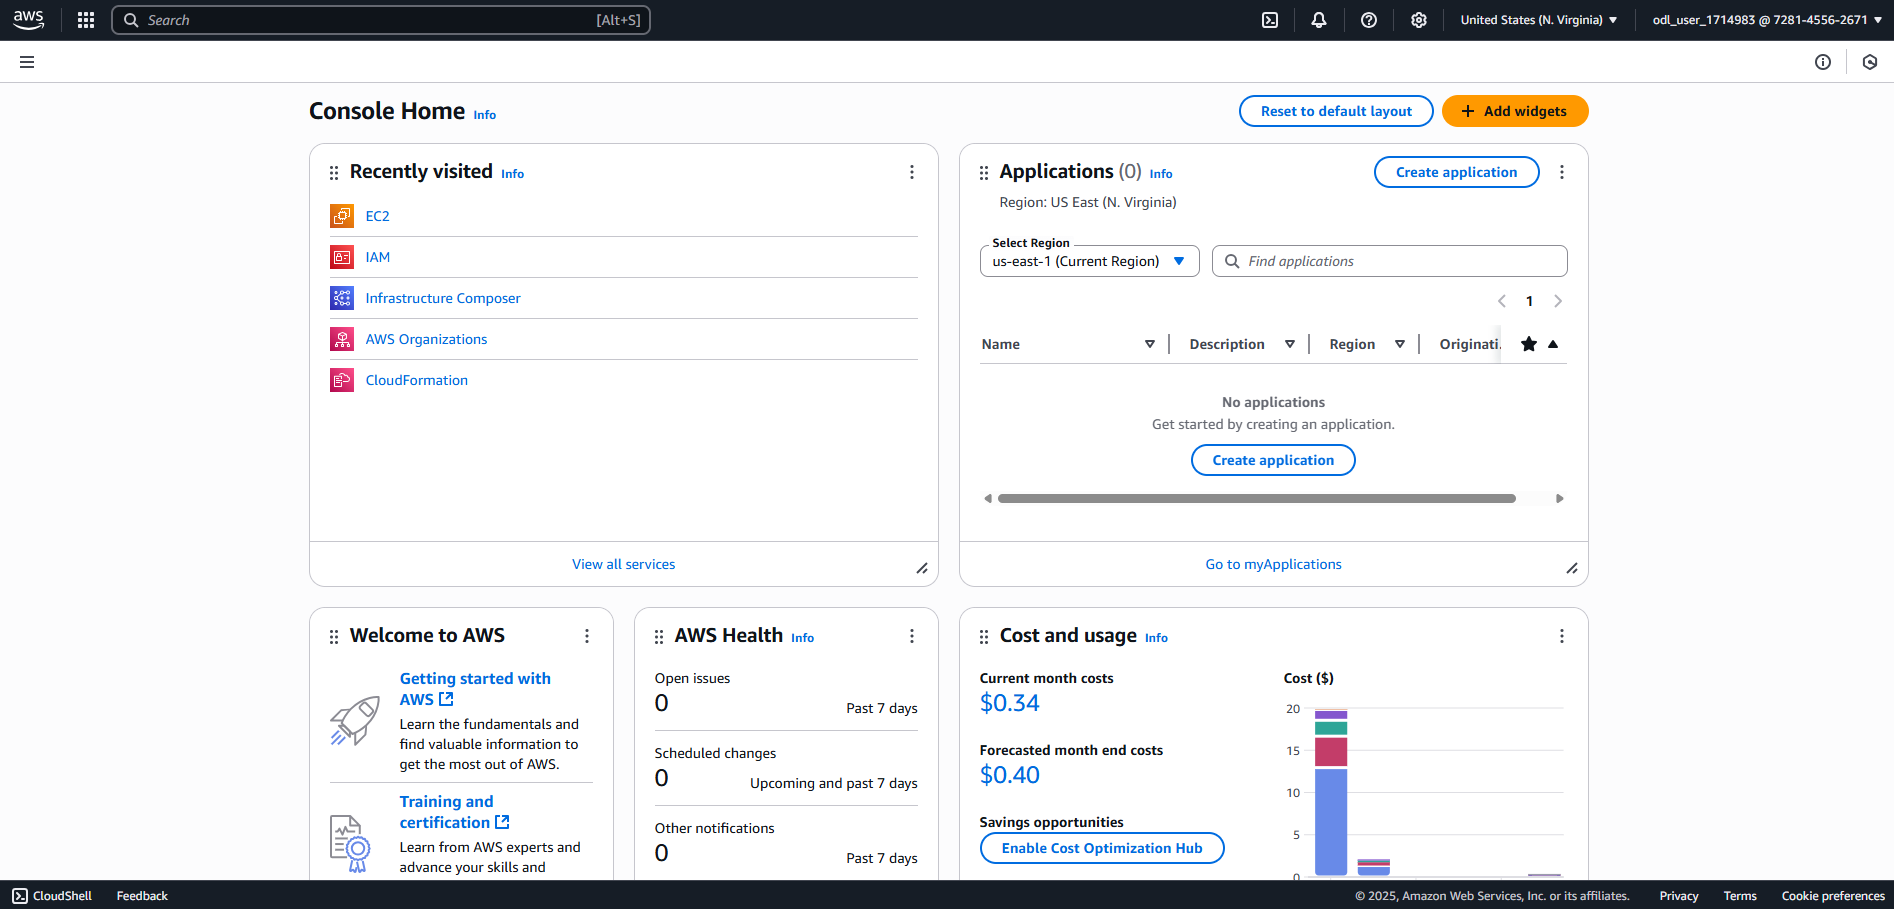 aws
Search
[Alt+S]
United States (N. Virginia)
odl_user_1714983 @ 7281-4556-2671
Console Home Info
Reset to default layout
Add widgets
Recently visited Info
EC2
IAM
Infrastructure Composer
AWS Organizations
CloudFormation
View all services
Applications (0) Info
Create application
Region: US East (N. Virginia)
Select Region
us-east-1 (Current Region)
Find applications
1
Name
Description
Region
Originati
No applications
Get started by creating an application.
Create application
Go to myApplications
Welcome to AWS
Getting started with
AWS
Learn the fundamentals and
find valuable information to
get the most out of AWS.
Training and
certification
Learn from AWS experts and
advance your skills and
AWS Health Info
Open issues
0
Past 7 days
Scheduled changes
0
Upcoming and past 7 days
Other notifications
0
Past 7 days
Cost and usage Info
Current month costs
$0.34
Forecasted month end costs
$0.40
Savings opportunities
Enable Cost Optimization Hub
Cost ($)
20
15
10
5
0
CloudShell
Feedback
© 2025, Amazon Web Services, Inc. or its affiliates.
Privacy
Terms
Cookie preferences